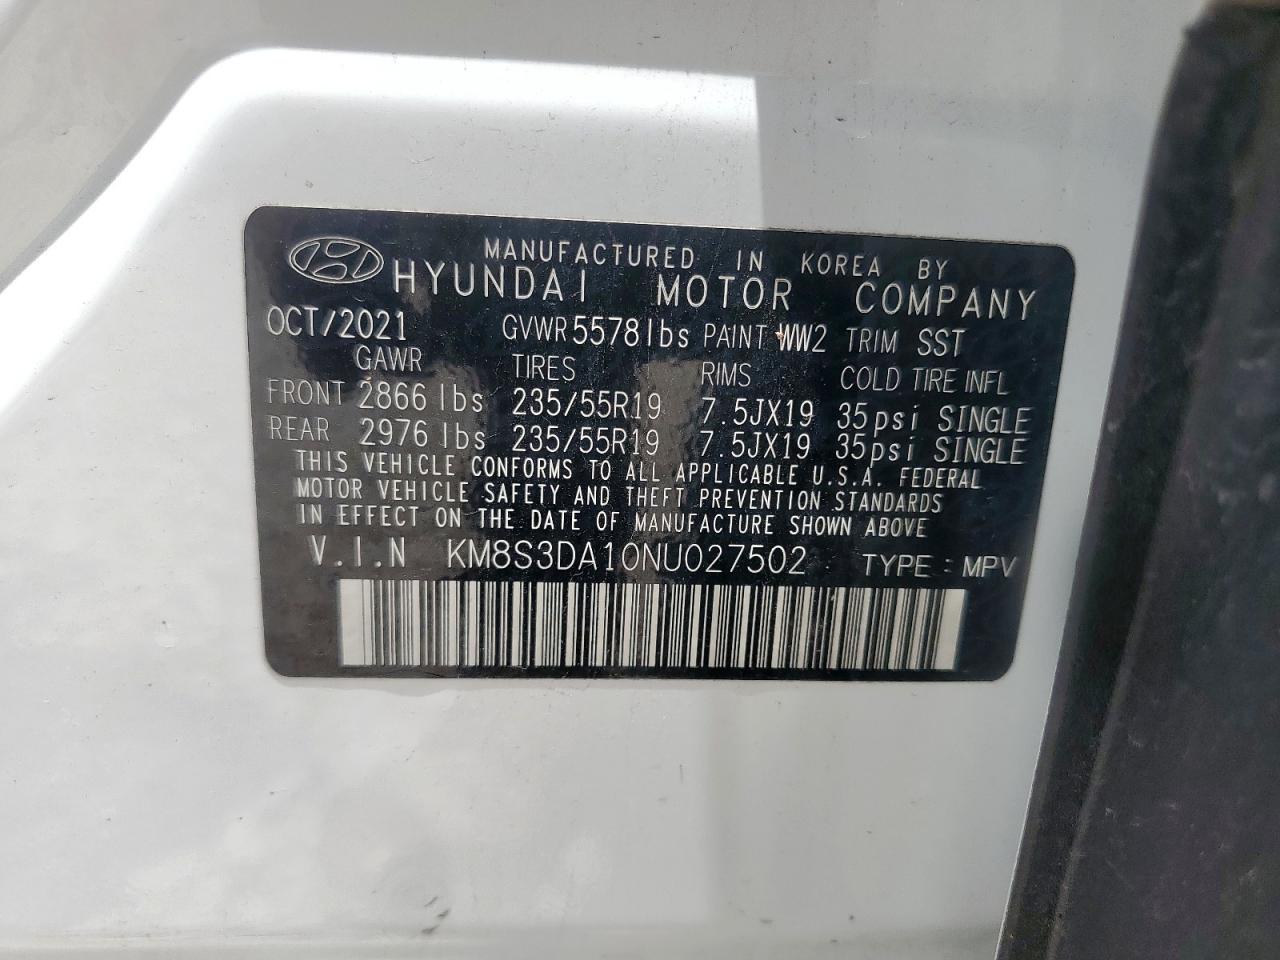 MANUFACTURED IN KOREA BY
HYUNDAI MOTOR COMPANY
OCT/2021 GVWR 5578lbs PAINT WW2 TRIM SST
GAWR TIRES RIMS COLD TIRE INFL
FRONT 2866 lbs 235/55R19 7.5JX19 35psi SINGLE
REAR 2976 lbs 235/55R19 7.5JX19 35psi SINGLE
THIS VEHICLE CONFORMS TO ALL APPLICABLE U.S.A. FEDERAL
MOTOR VEHICLE SAFETY AND THEFT PREVENTION STANDARDS
IN EFFECT ON THE DATE OF MANUFACTURE SHOWN ABOVE
V.I.N KM8S3DA10NU027502 TYPE : MPV